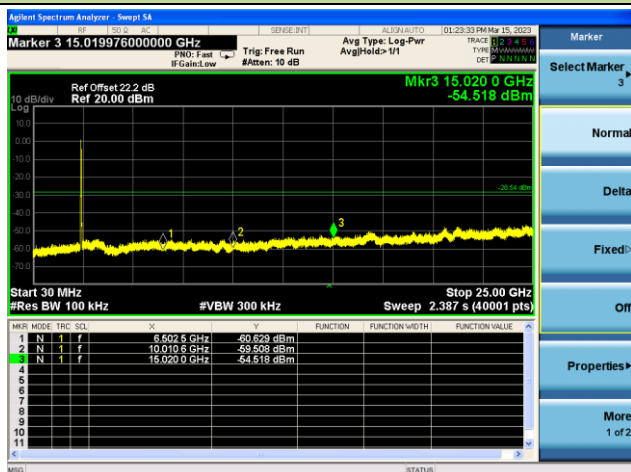 Agilent Spectrum Analyzer - Swept SA
RF 50 Ω AC SENSE:INT ALIGN AUTO 01:23:33 PM Mar 15, 2023
Marker 3 15.019976000000 GHz
PNO: Fast
IFGain:Low
Trig: Free Run
#Atten: 10 dB
Avg Type: Log-Pwr
Avg|Hold:> 1/1
TRACE 1 2 3 4 5 6
TYPE M
DET P N N N N N
Ref Offset 22.2 dB
Ref 20.00 dBm
10 dB/div
Log
Mkr3 15.020 0 GHz
-54.518 dBm
10.0
0.00
-10.0
-20.0
-30.0
-40.0
-50.0
-60.0
-70.0
-28.54 dBm
1
2
3
Start 30 MHz
Stop 25.00 GHz
#Res BW 100 kHz #VBW 300 kHz Sweep 2.387 s (40001 pts)
MKR MODE TRC SCL X Y FUNCTION FUNCTION WIDTH FUNCTION VALUE
1 N 1 f 6.502 5 GHz -60.629 dBm
2 N 1 f 10.010 6 GHz -59.508 dBm
3 N 1 f 15.020 0 GHz -54.518 dBm
4
5
6
7
8
9
10
11
MSG STATUS
Marker
Select Marker
3
Normal
Delta
Fixed
Off
Properties
More
1 of 2